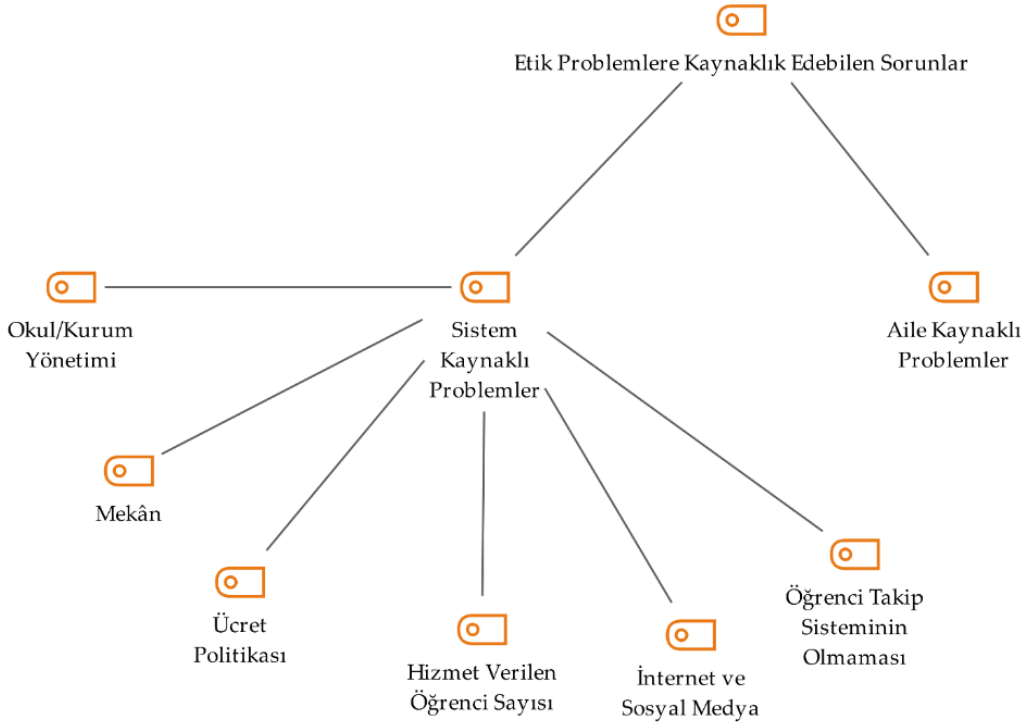 Etik Problemlere Kaynaklık Edebilen Sorunlar
Okul/Kurum
Yönetimi
Sistem
Kaynaklı
Problemler
Aile Kaynaklı
Problemler
Mekân
Ücret
Politikası
Hizmet Verilen
Öğrenci Sayısı
İnternet ve
Sosyal Medya
Öğrenci Takip
Sisteminin
Olmaması